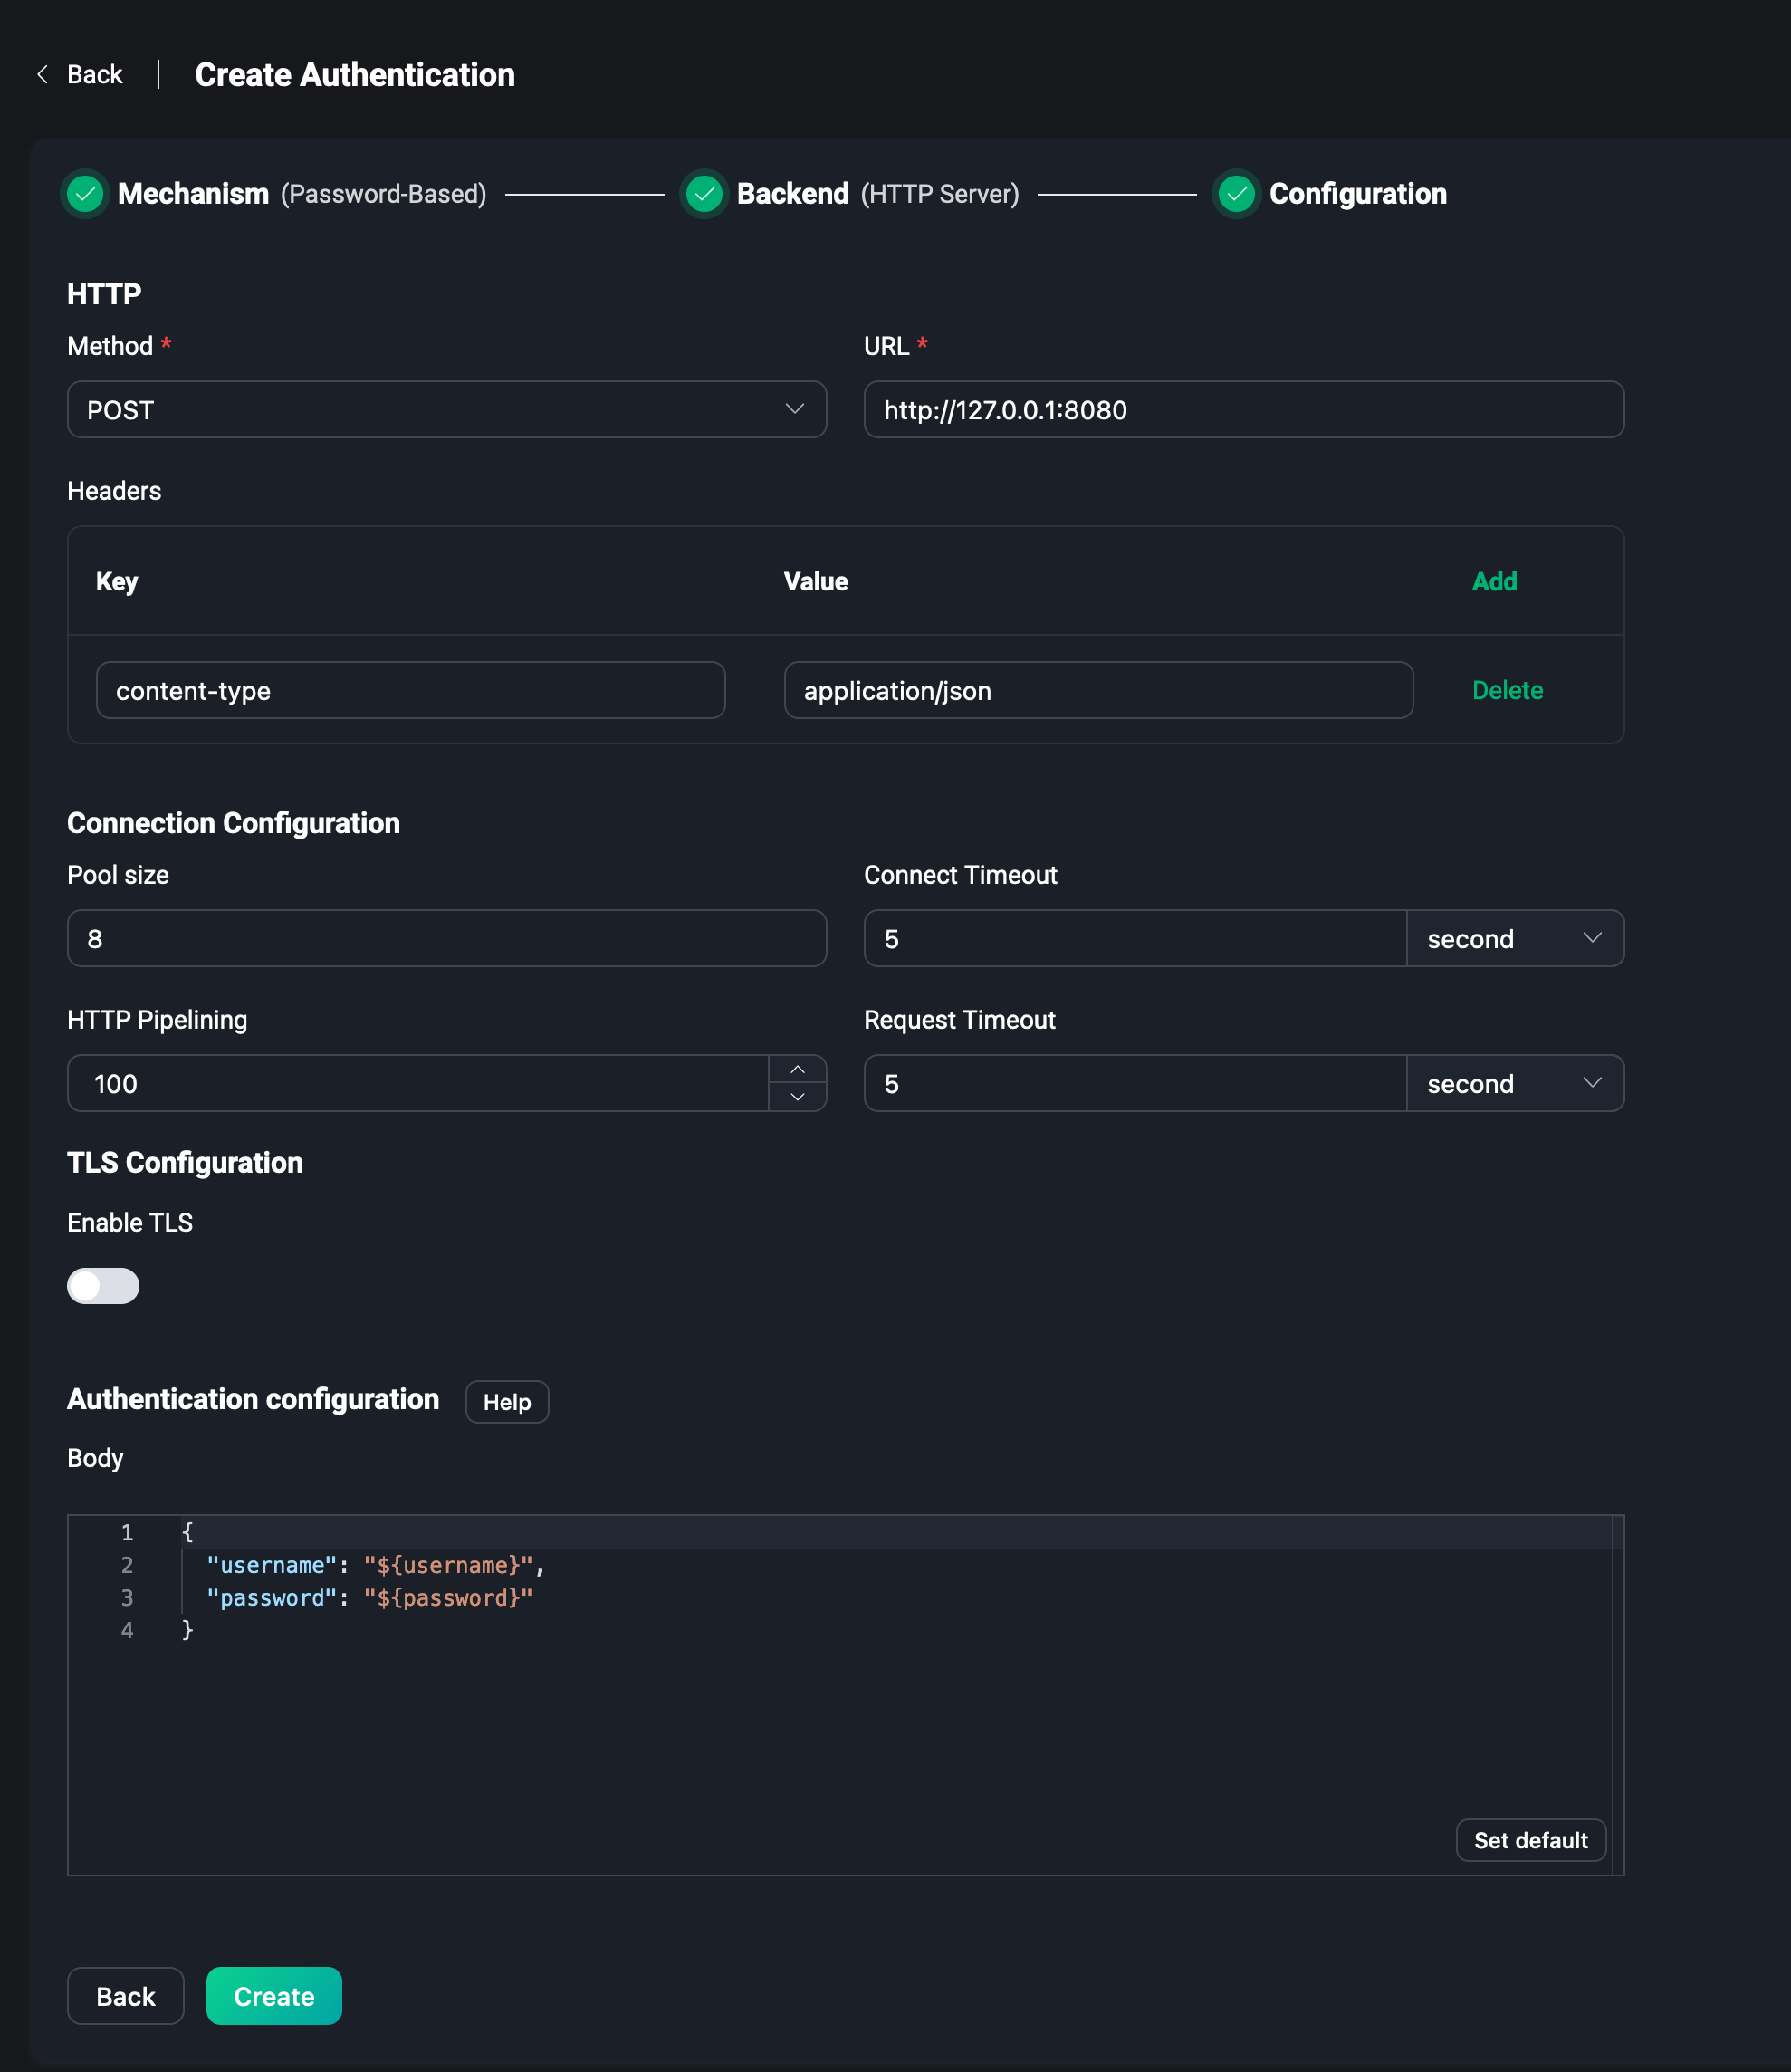 Back | Create Authentication
Mechanism (Password-Based) Backend (HTTP Server) Configuration
HTTP
Method * URL *
POST http://127.0.0.1:8080
Headers
Key Value Add
content-type application/json Delete
Connection Configuration
Pool size Connect Timeout
8 5 second
HTTP Pipelining Request Timeout
100 5 second
TLS Configuration
Enable TLS
Authentication configuration Help
Body
1 {
2 "username": "${username}",
3 "password": "${password}"
4 }
Set default
Back Create